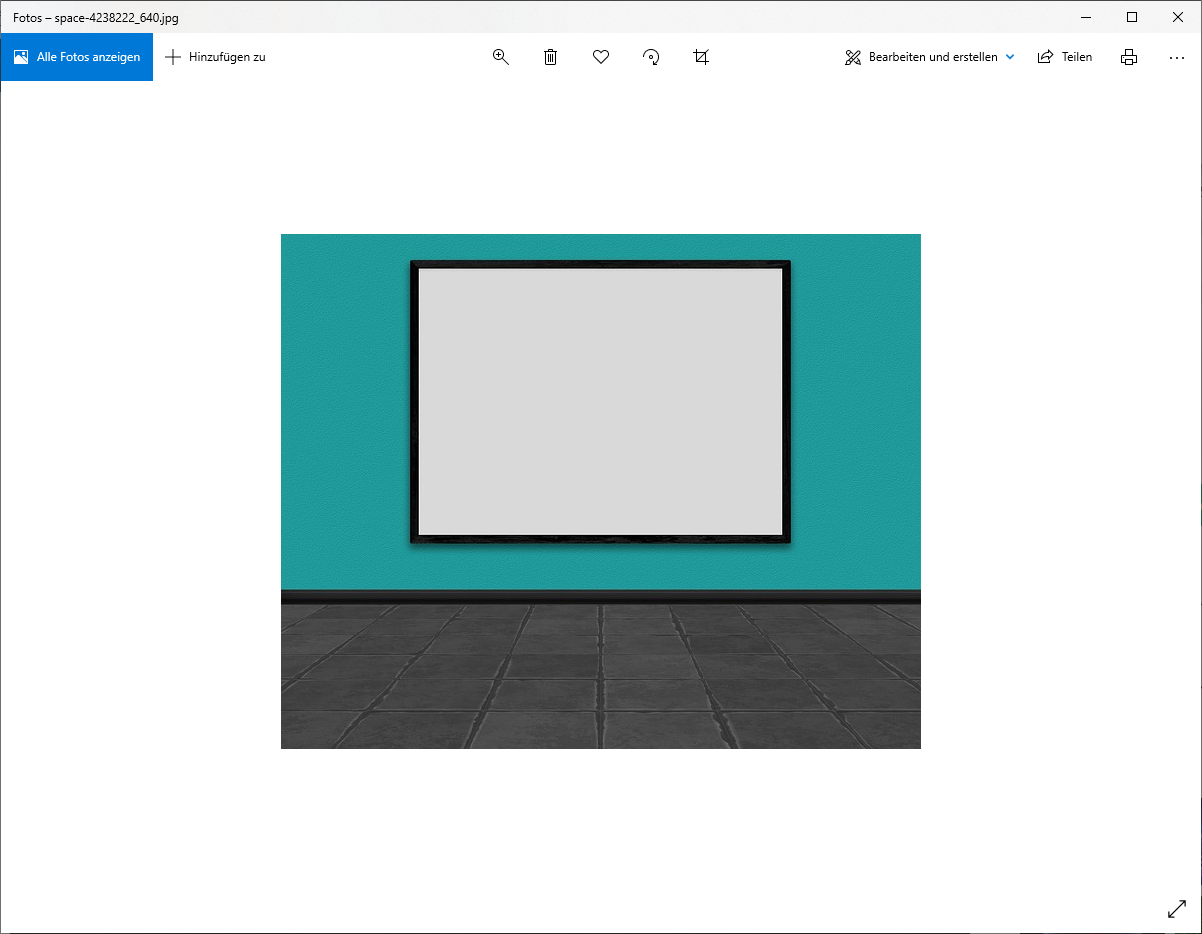 Fotos – space-4238222_640.jpg
Alle Fotos anzeigen
Hinzufügen zu
Bearbeiten und erstellen
Teilen